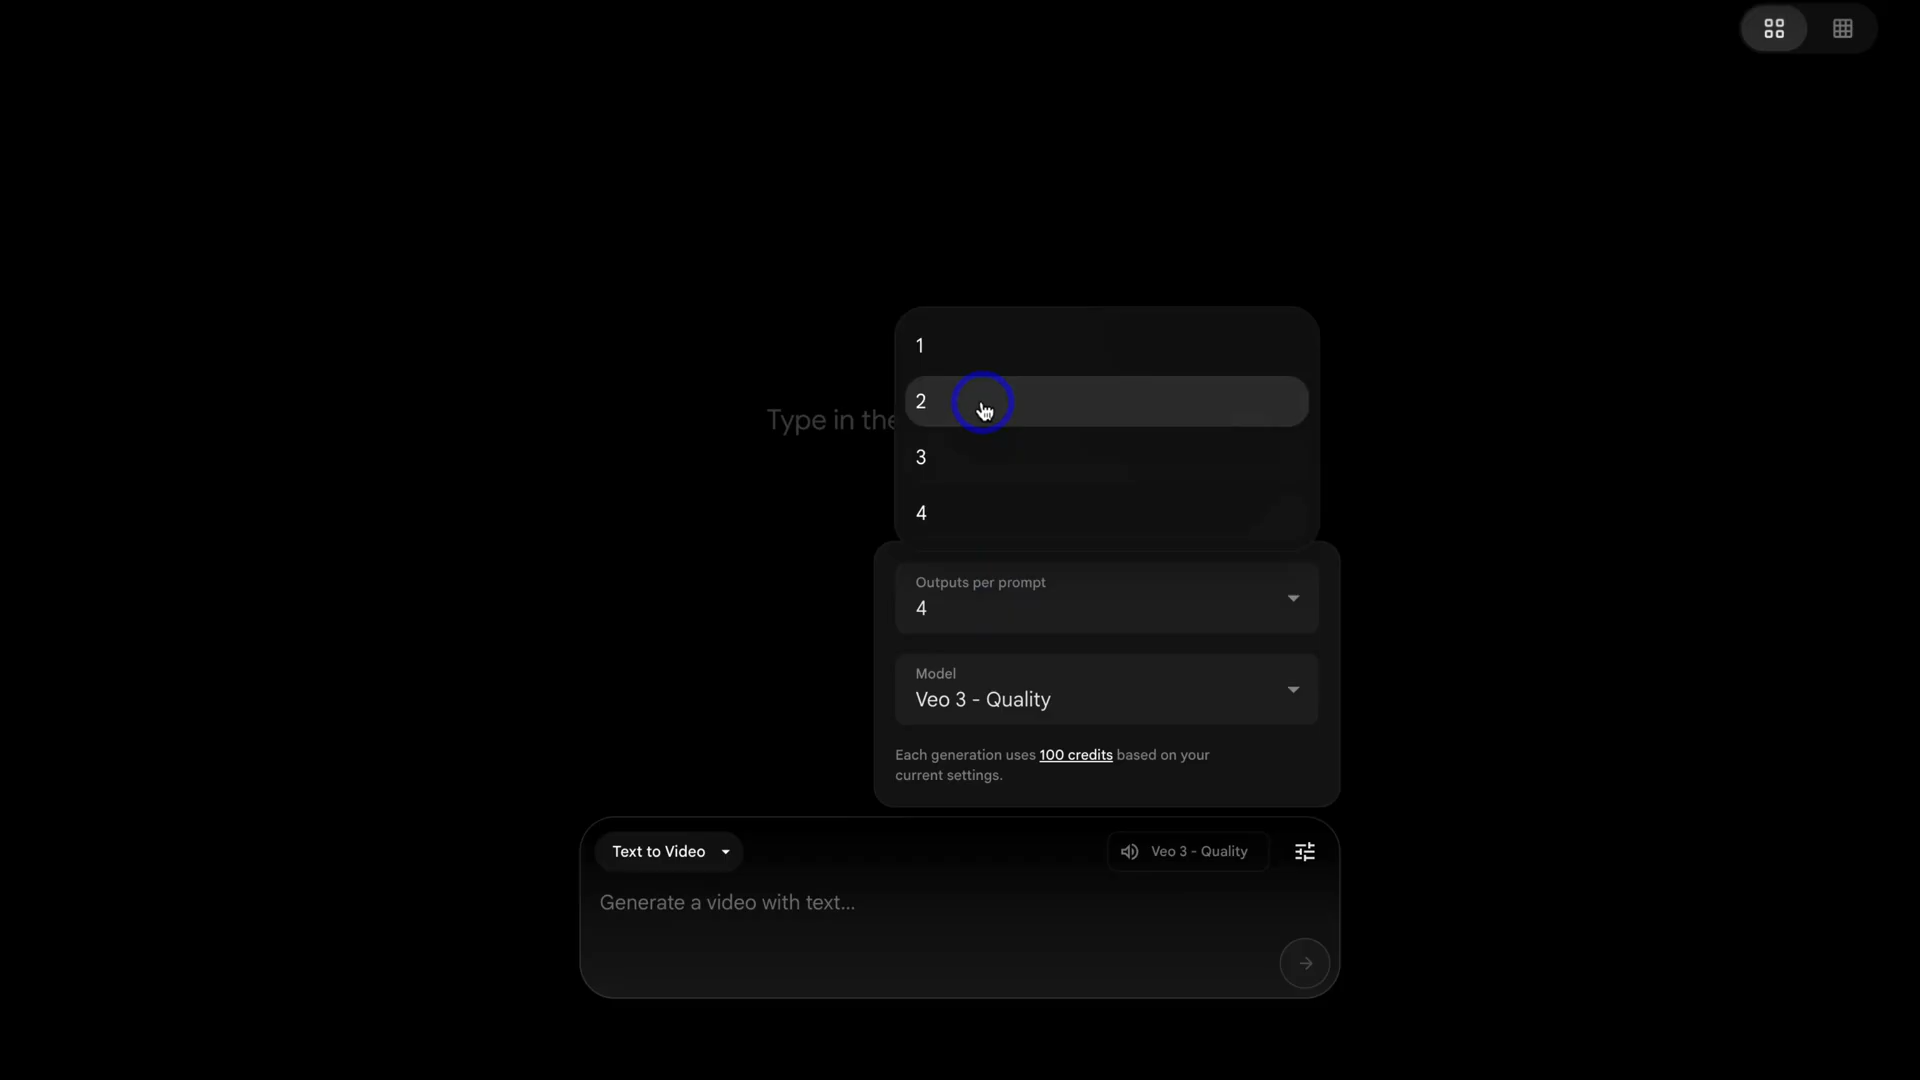 1
Type in the
2
3
4
Outputs per prompt
4
Model
Veo 3 - Quality
Each generation uses 100 credits based on your
current settings.
Text to Video
Veo 3 - Quality
Generate a video with text...